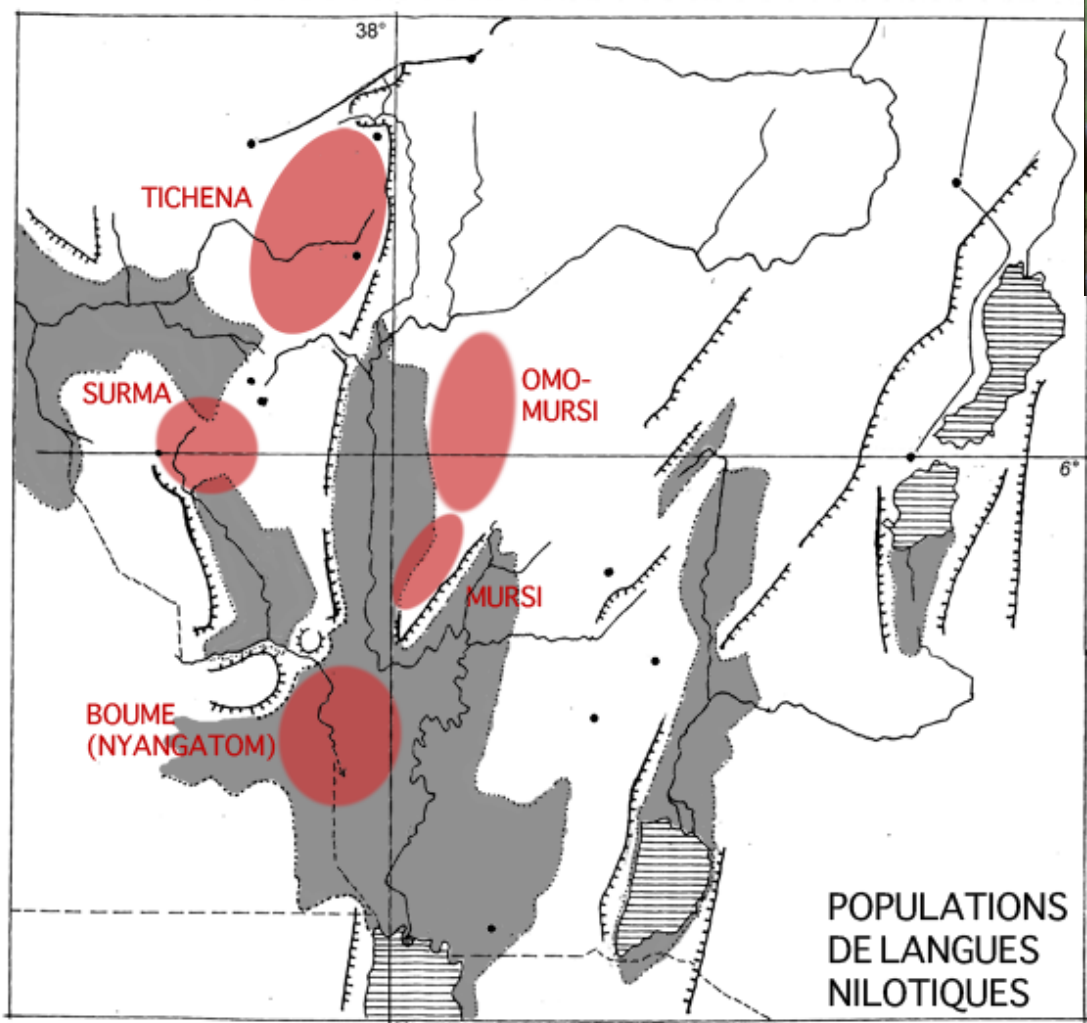 38°
TICHENA
SURMA
OMO-
MURSI
6°
MURSI
BOUME
(NYANGATOM)
POPULATIONS
DE LANGUES
NILOTIQUES